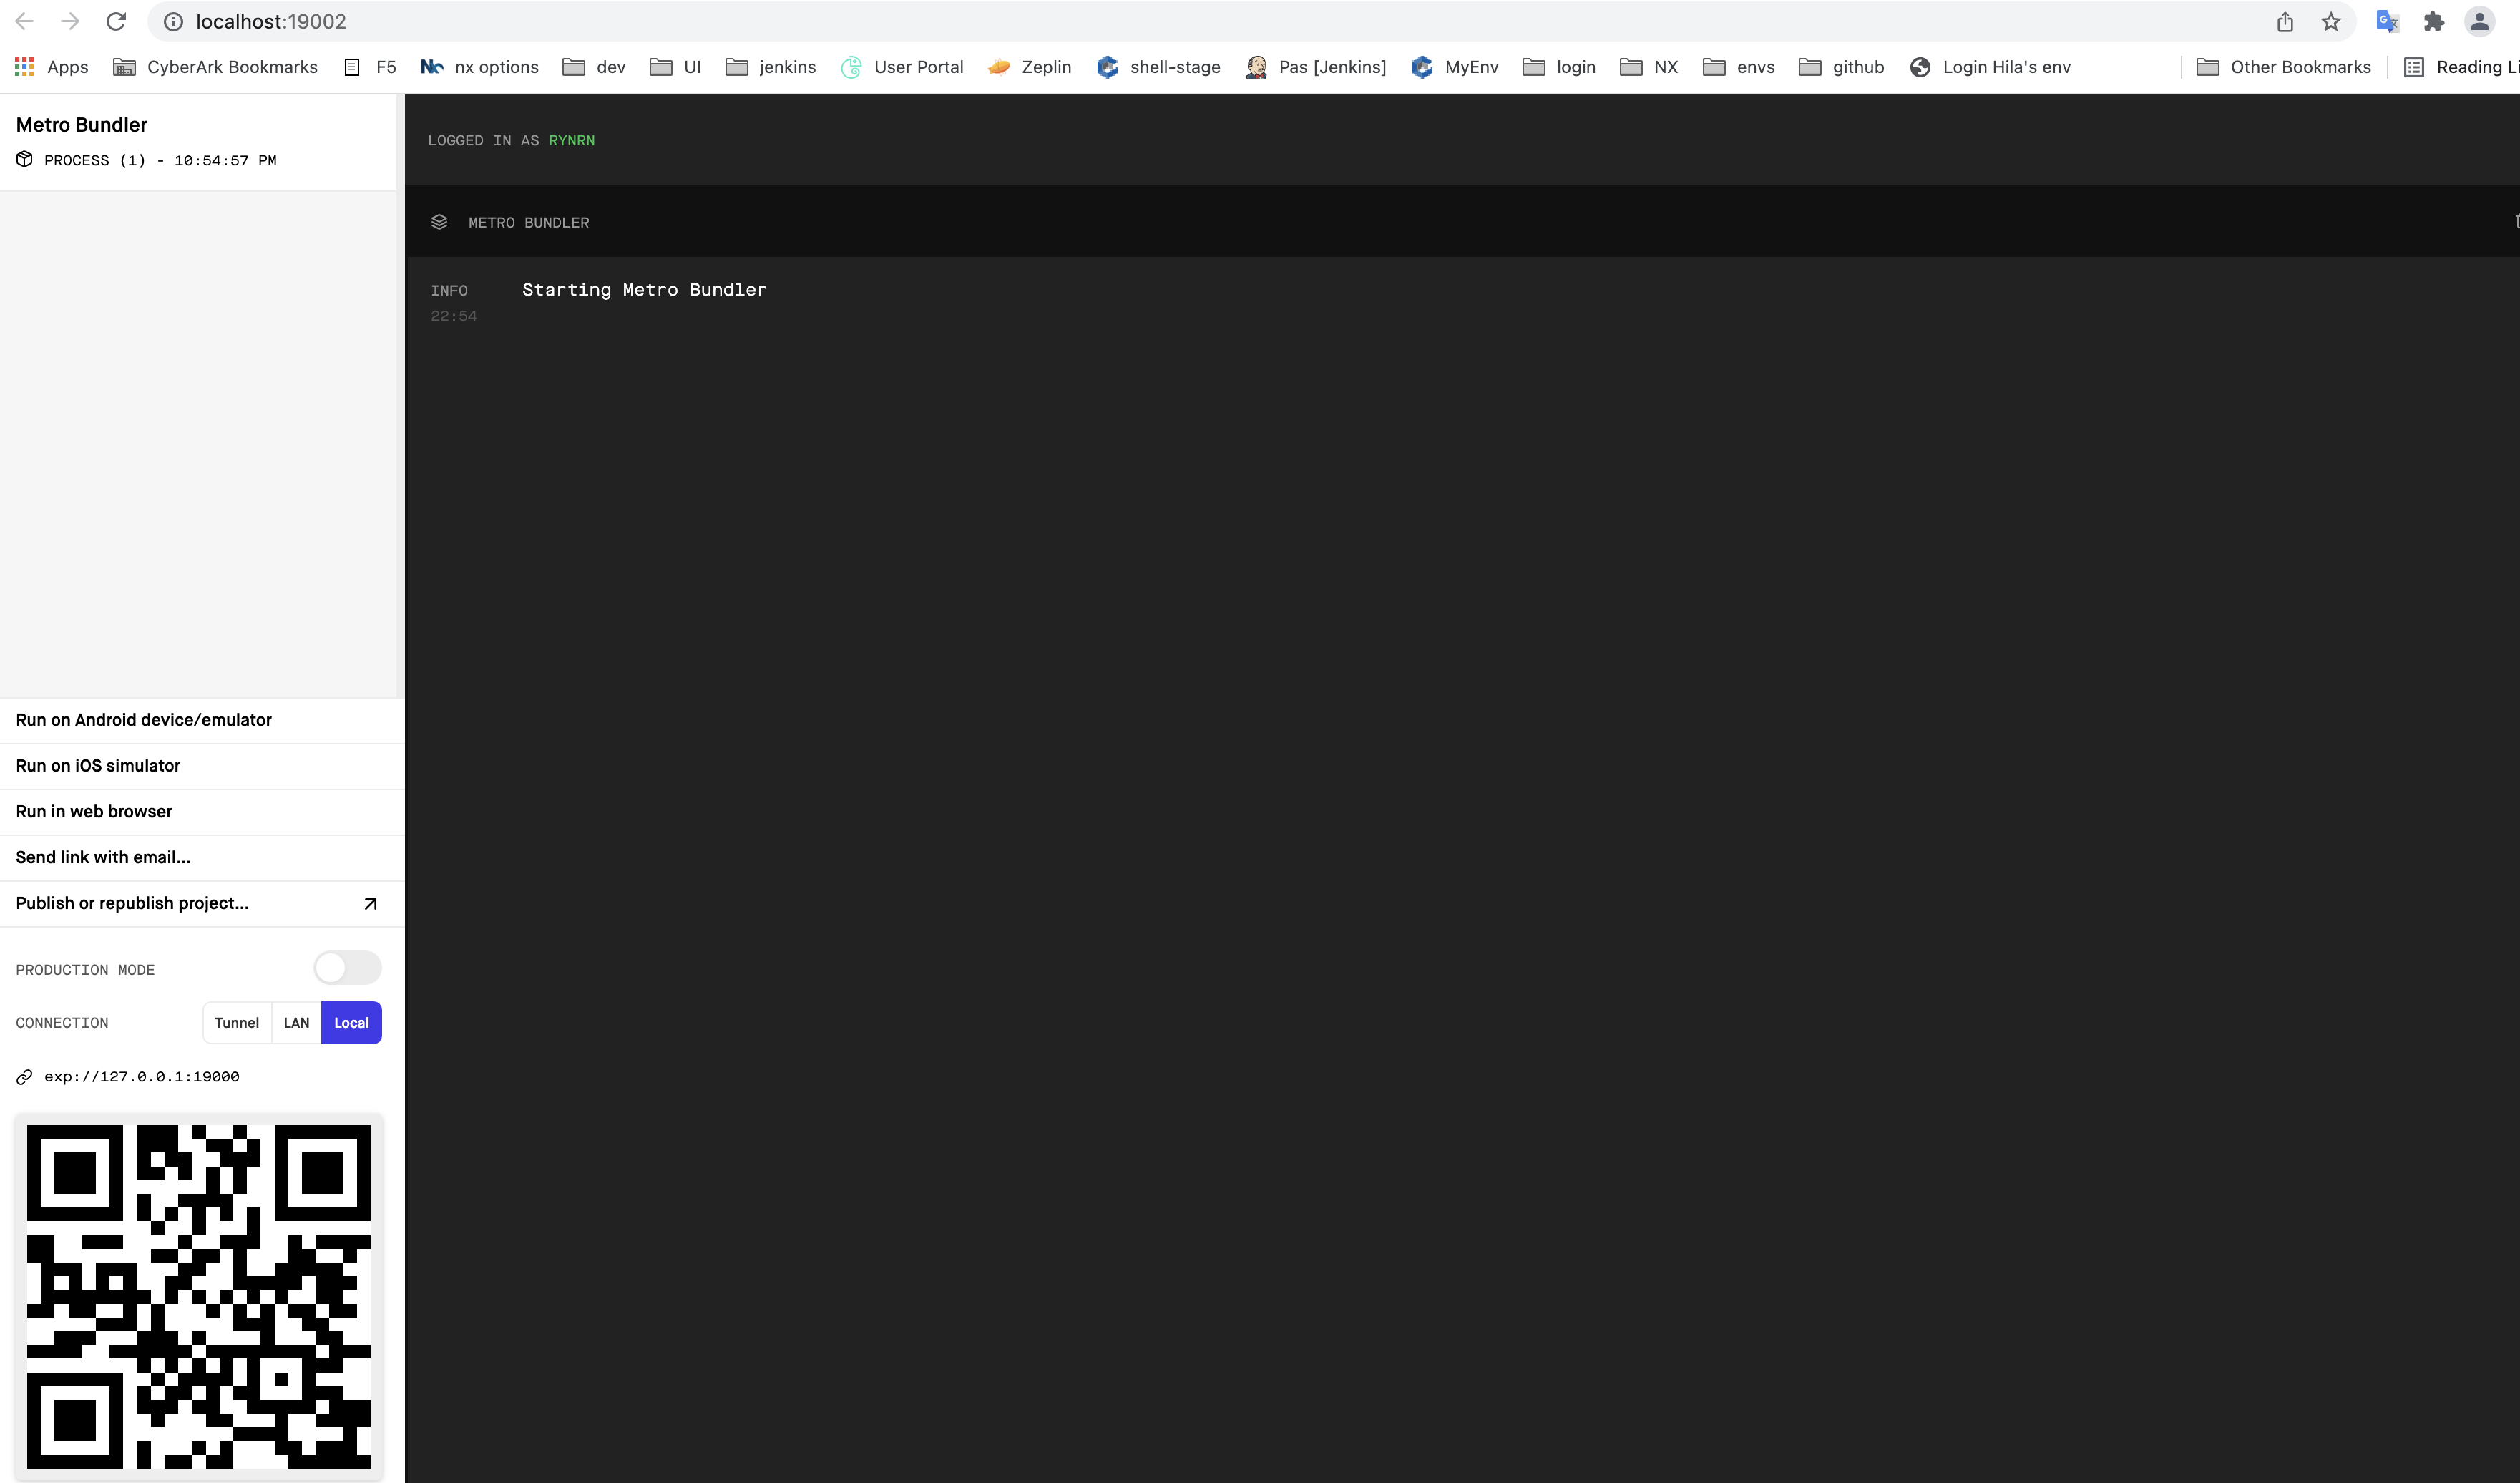 localhost:19002
Apps CyberArk Bookmarks F5 nx options dev UI jenkins User Portal Zeplin shell-stage Pas [Jenkins] MyEnv login NX envs github Login Hila's env Other Bookmarks Reading Li
Metro Bundler
PROCESS (1) - 10:54:57 PM
LOGGED IN AS RYNRN
METRO BUNDLER
INFO Starting Metro Bundler
22:54
Run on Android device/emulator
Run on iOS simulator
Run in web browser
Send link with email...
Publish or republish project...
PRODUCTION MODE
CONNECTION Tunnel LAN Local
exp://127.0.0.1:19000